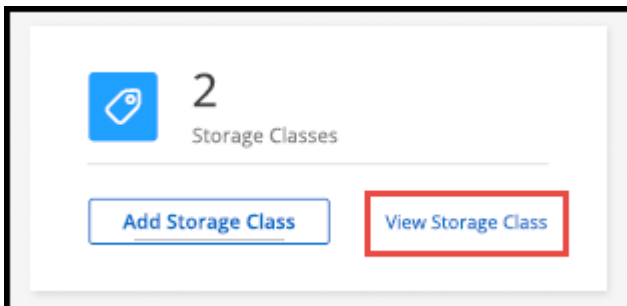 2
Storage Classes
Add Storage Class
View Storage Class